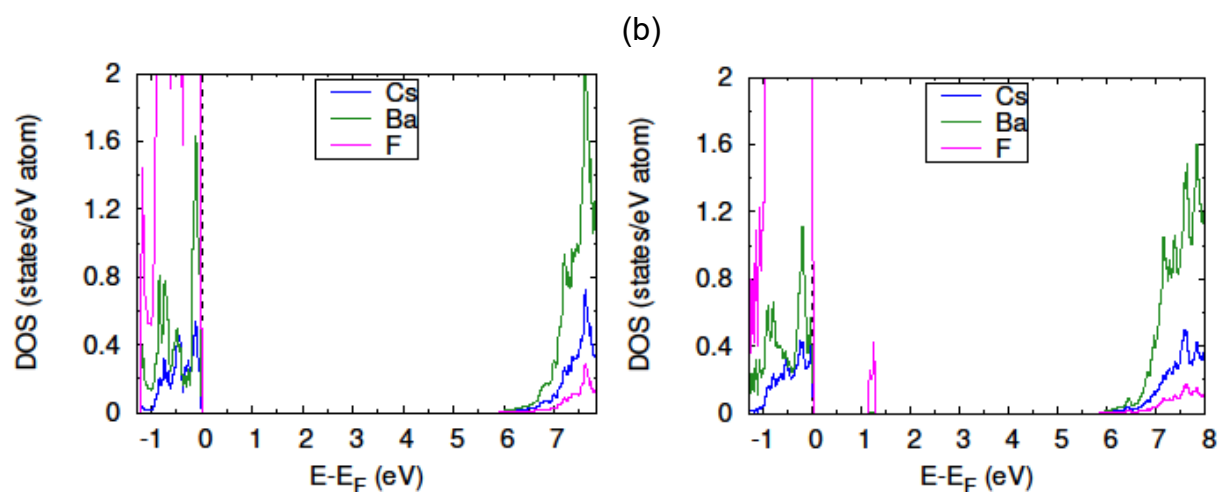 (b)
DOS (states/eV atom)
2
1.6
1.2
0.8
0.4
0
Cs
Ba
F
-1 0 1 2 3 4 5 6 7
E-E_F (eV)
DOS (states/eV atom)
2
1.6
1.2
0.8
0.4
0
Cs
Ba
F
-1 0 1 2 3 4 5 6 7 8
E-E_F (eV)